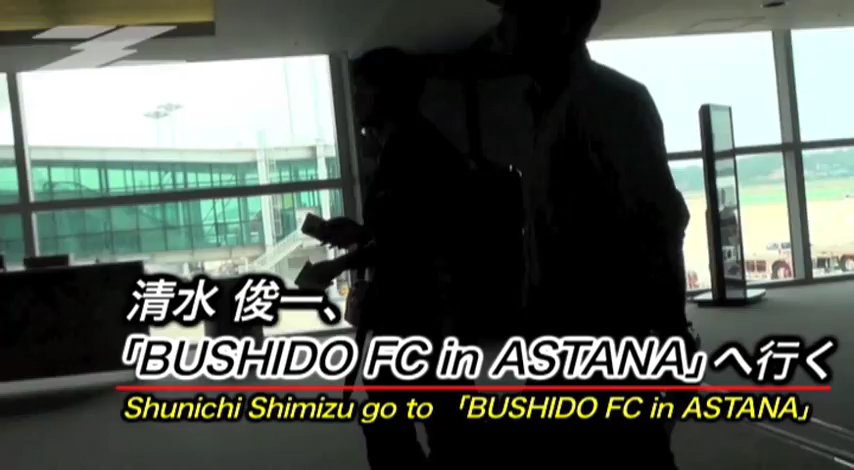 清水 俊一、
「BUSHIDO FC in ASTANA」へ行く
Shunichi Shimizu go to 「BUSHIDO FC in ASTANA」